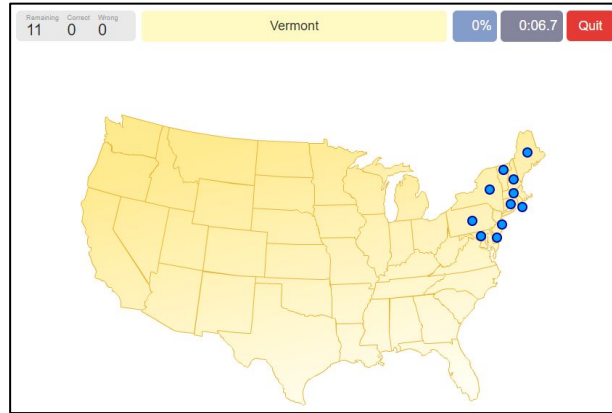 Remaining Correct Wrong
11 0 0
Vermont
0%
0:06.7
Quit